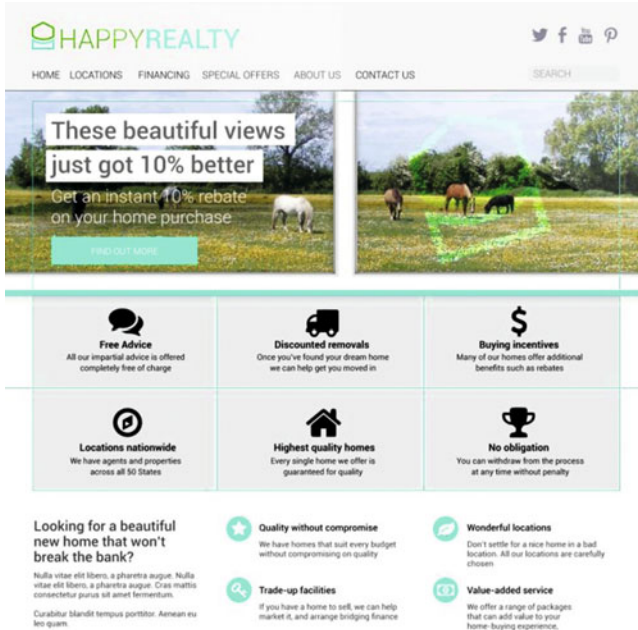 HAPPYREALTY
HOME LOCATIONS FINANCING SPECIAL OFFERS ABOUT US CONTACT US SEARCH
These beautiful views
just got 10% better
Get an instant 10% rebate
on your home purchase
FIND OUT MORE
Free Advice
All our impartial advice is offered
completely free of charge
Discounted removals
Once you've found your dream home
we can help get you moved in
Buying incentives
Many of our homes offer additional
benefits such as rebates
Locations nationwide
We have agents and properties
across all 50 States
Highest quality homes
Every single home we offer is
guaranteed for quality
No obligation
You can withdraw from the process
at any time without penalty
Looking for a beautiful
new home that won't
break the bank?
Nulla vitae elit libero, a pharetra augue. Nulla
vitae elit libero, a pharetra augue. Cras mattis
consectetur purus sit amet fermentum.
Curabitur blandit tempus porttitor. Aenean eu
leo quam.
Quality without compromise
We have homes that suit every budget
without compromising on quality
Trade-up facilities
If you have a home to sell, we can help
market it, and arrange bridging finance
Wonderful locations
Don't settle for a nice home in a bad
location. All our locations are carefully
chosen
Value-added service
We offer a range of packages
that can add value to your
home-buying experience,